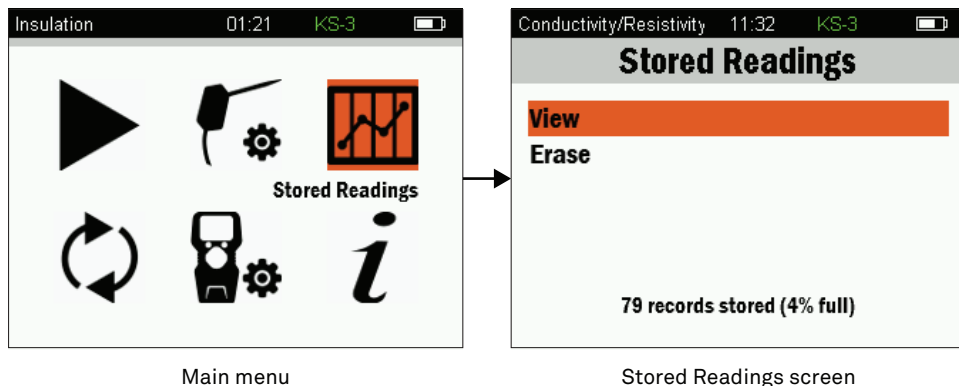 Insulation 01:21 KS-3
Stored Readings
Main menu
Conductivity/Resistivity 11:32 KS-3
Stored Readings
View
Erase
79 records stored (4% full)
Stored Readings screen